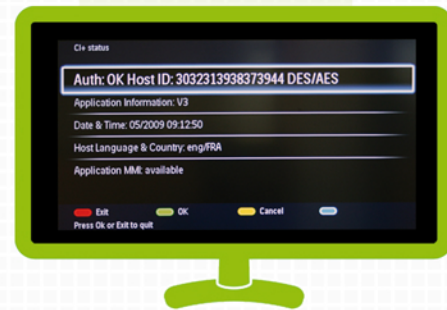 CI+ status
Auth: OK Host ID: 3032313938373944 DES/AES
Application Information: V3
Date & Time: 05/2009 09:12:50
Host Language & Country: eng/FRA
Application MMI: available
Exit OK Cancel
Press Ok or Exit to quit